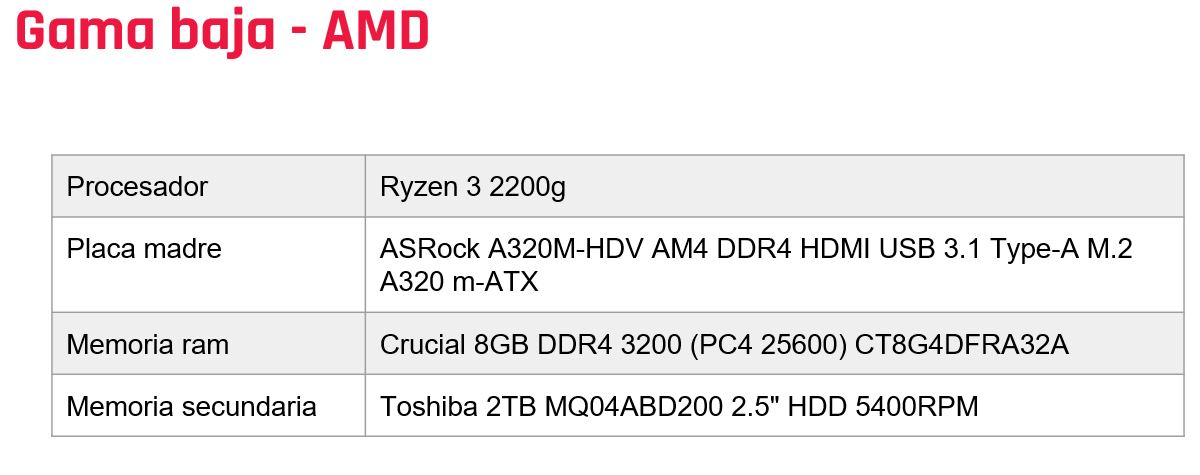 Gama baja - AMD
Procesador Ryzen 3 2200g
Placa madre ASRock A320M-HDV AM4 DDR4 HDMI USB 3.1 Type-A M.2
A320 m-ATX
Memoria ram Crucial 8GB DDR4 3200 (PC4 25600) CT8G4DFRA32A
Memoria secundaria Toshiba 2TB MQ04ABD200 2.5" HDD 5400RPM